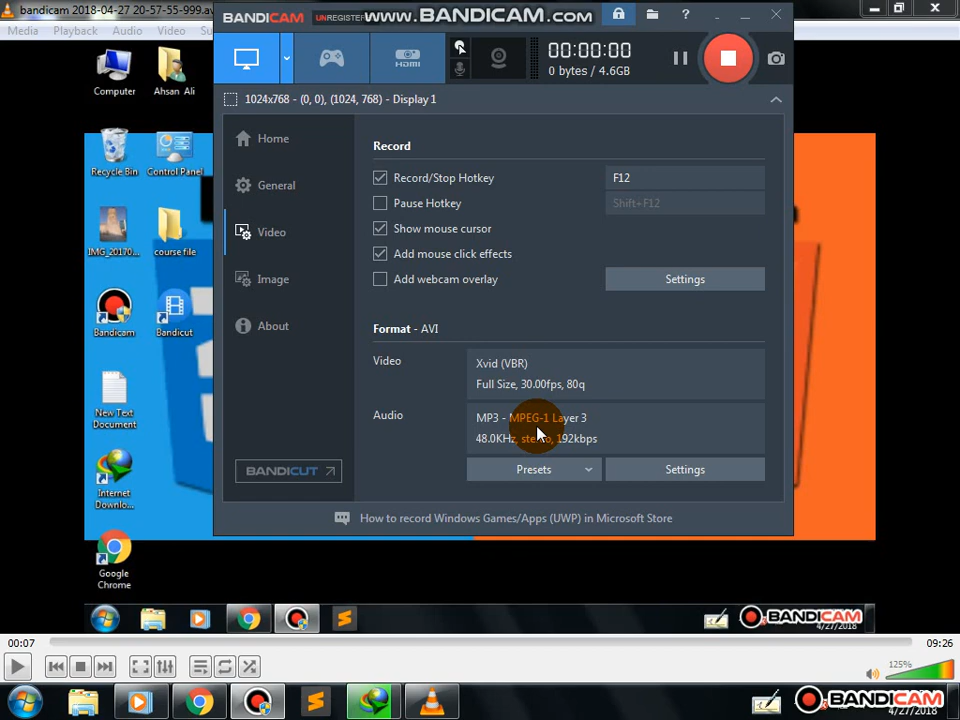 bandicam 2018-04-27 20-57-55-999.av
Media Playback Audio Video Su
BANDICAM UNREGISTER
WWW.BANDICAM.COM
?
00:00:00
0 bytes / 4.6GB
HDMI
1024x768 - (0, 0), (1024, 768) - Display 1
Home
General
Video
Image
About
BANDICUT
Record
Record/Stop Hotkey F12
Pause Hotkey Shift+F12
Show mouse cursor
Add mouse click effects
Add webcam overlay Settings
Format - AVI
Video
Xvid (VBR)
Full Size, 30.00fps, 80q
Audio
MP3 - MPEG-1 Layer 3
48.0KHz, stereo, 192kbps
Presets Settings
How to record Windows Games/Apps (UWP) in Microsoft Store
Computer
Ahsan Ali
Recycle Bin
Control Panel
IMG_20170...
course file
Bandicam
Bandicut
New Text
Document
Internet
Downlo...
Google
Chrome
BANDICAM
4/27/2018
00:07 09:26
125%
BANDICAM
4/27/2018